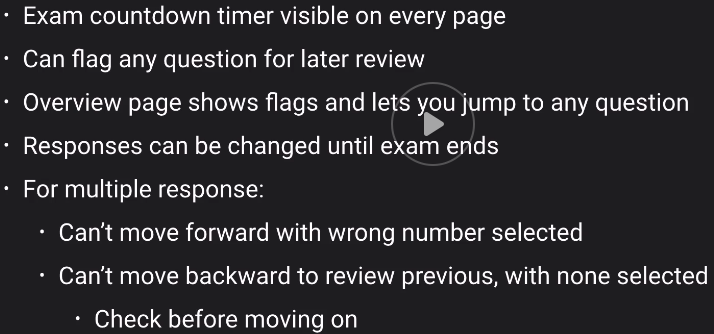 • Exam countdown timer visible on every page
• Can flag any question for later review
• Overview page shows flags and lets you jump to any question
• Responses can be changed until exam ends
• For multiple response:
• Can’t move forward with wrong number selected
• Can’t move backward to review previous, with none selected
• Check before moving on